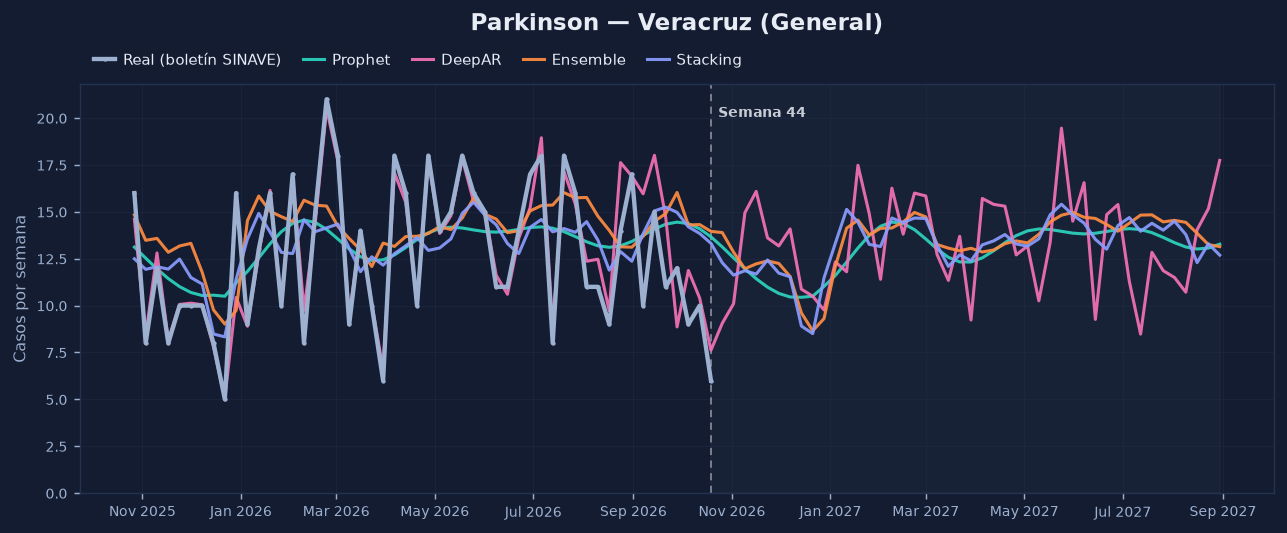 Parkinson — Veracruz (General)
Real (boletín SINAVE) Prophet DeepAR Ensemble Stacking
Semana 44
Casos por semana
20.0
17.5
15.0
12.5
10.0
7.5
5.0
2.5
0.0
Nov 2025 Jan 2026 Mar 2026 May 2026 Jul 2026 Sep 2026 Nov 2026 Jan 2027 Mar 2027 May 2027 Jul 2027 Sep 2027